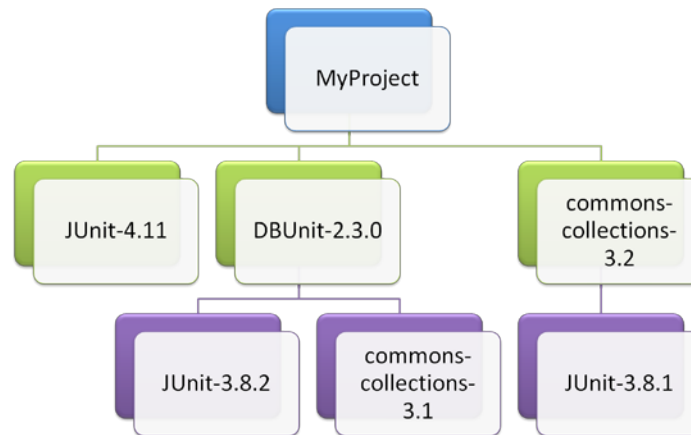 MyProject
JUnit-4.11
DBUnit-2.3.0
commons-
collections-
3.2
JUnit-3.8.2
commons-
collections-
3.1
JUnit-3.8.1